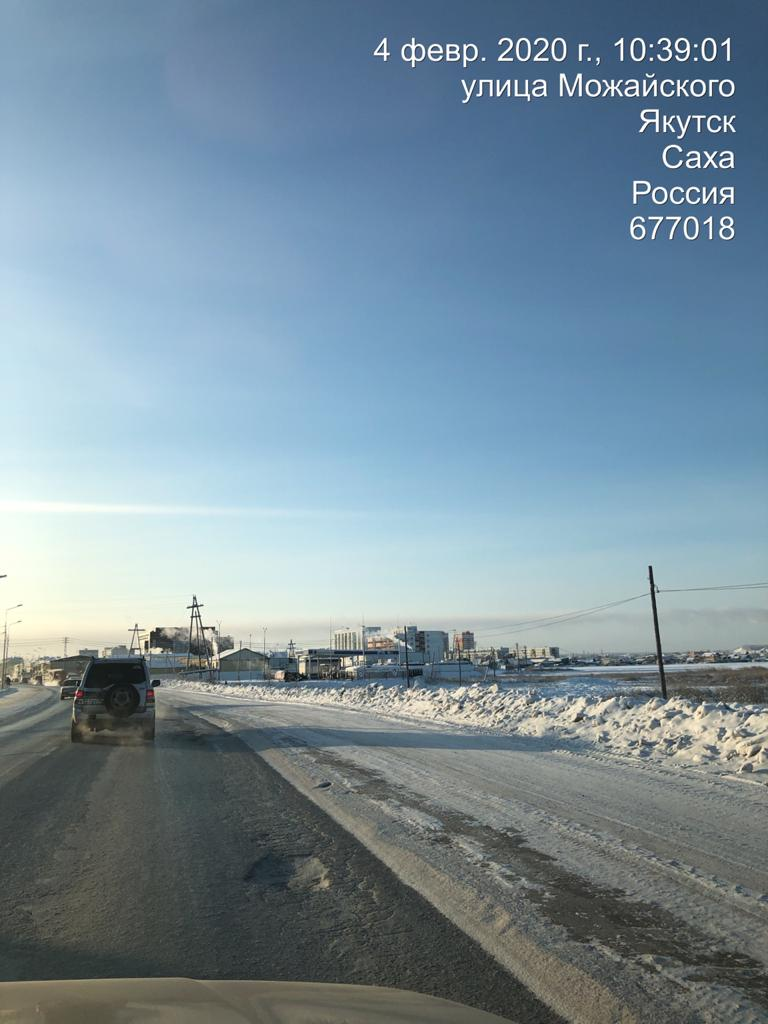 4 февр. 2020 г., 10:39:01
улица Можайского
Якутск
Саха
Россия
677018